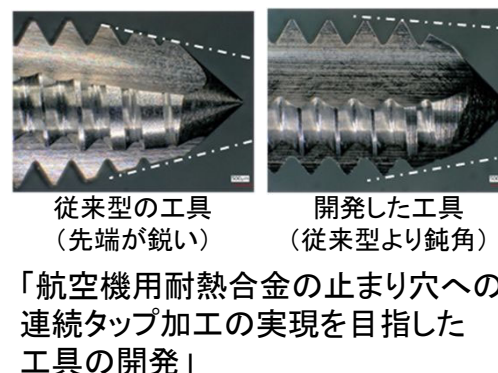 従来型の工具
(先端が鋭い)
開発した工具
(従来型より鈍角)
「航空機用耐熱合金の止まり穴への
連続タップ加工の実現を目指した
工具の開発」